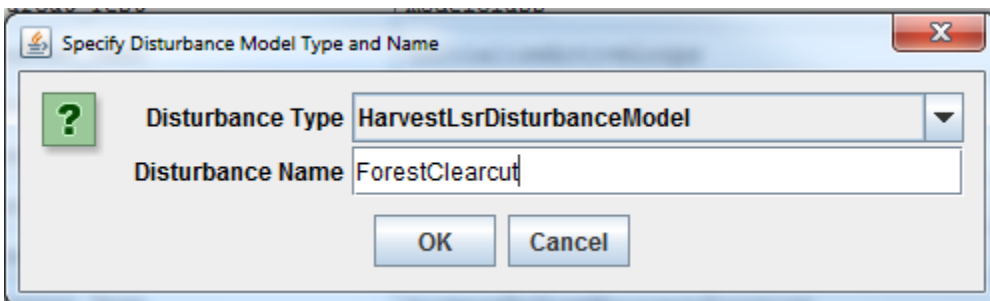 Specify Disturbance Model Type and Name
?
Disturbance Type HarvestLsrDisturbanceModel
Disturbance Name ForestClearcut
OK Cancel